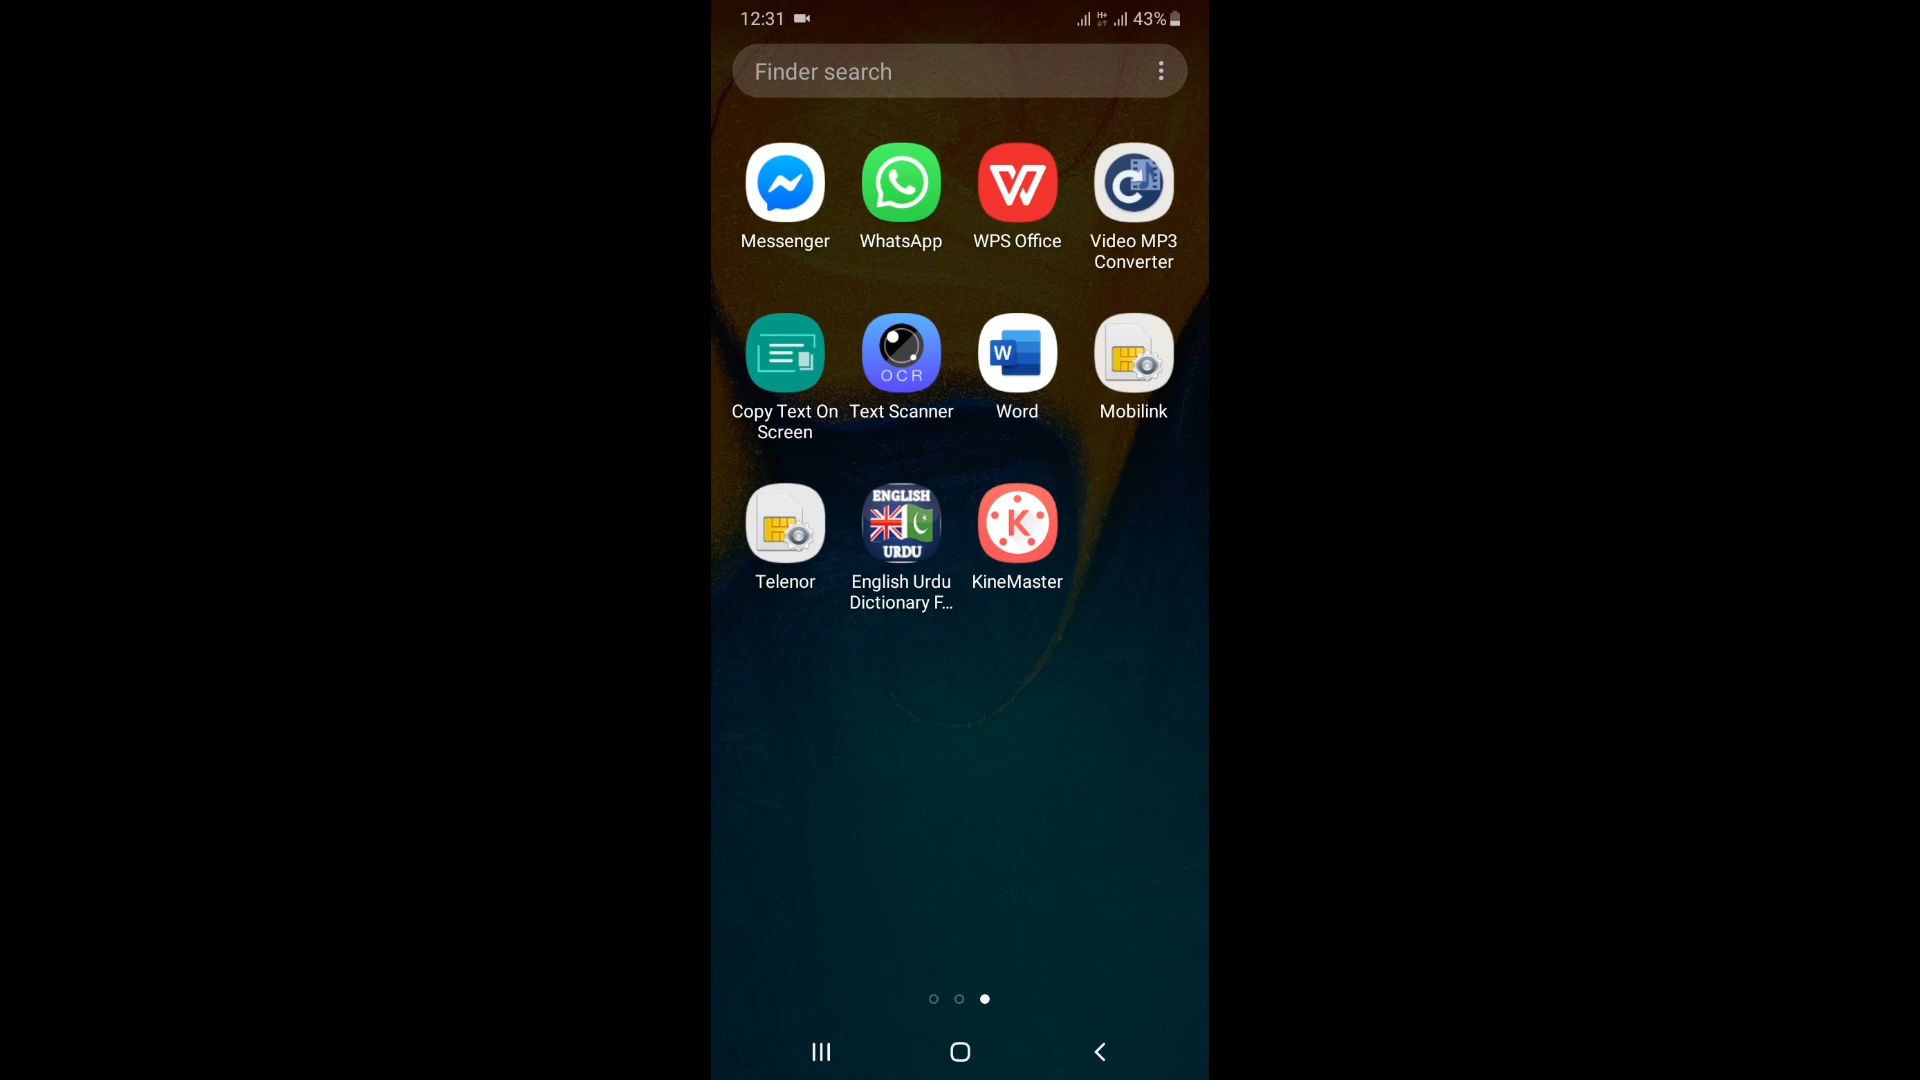 12:31
H+ 43%
Finder search
Messenger
WhatsApp
WPS Office
Video MP3
Converter
OCR
W
Copy Text On
Screen
Text Scanner
Word
Mobilink
ENGLISH
URDU
K
Telenor
English Urdu
Dictionary F...
KineMaster